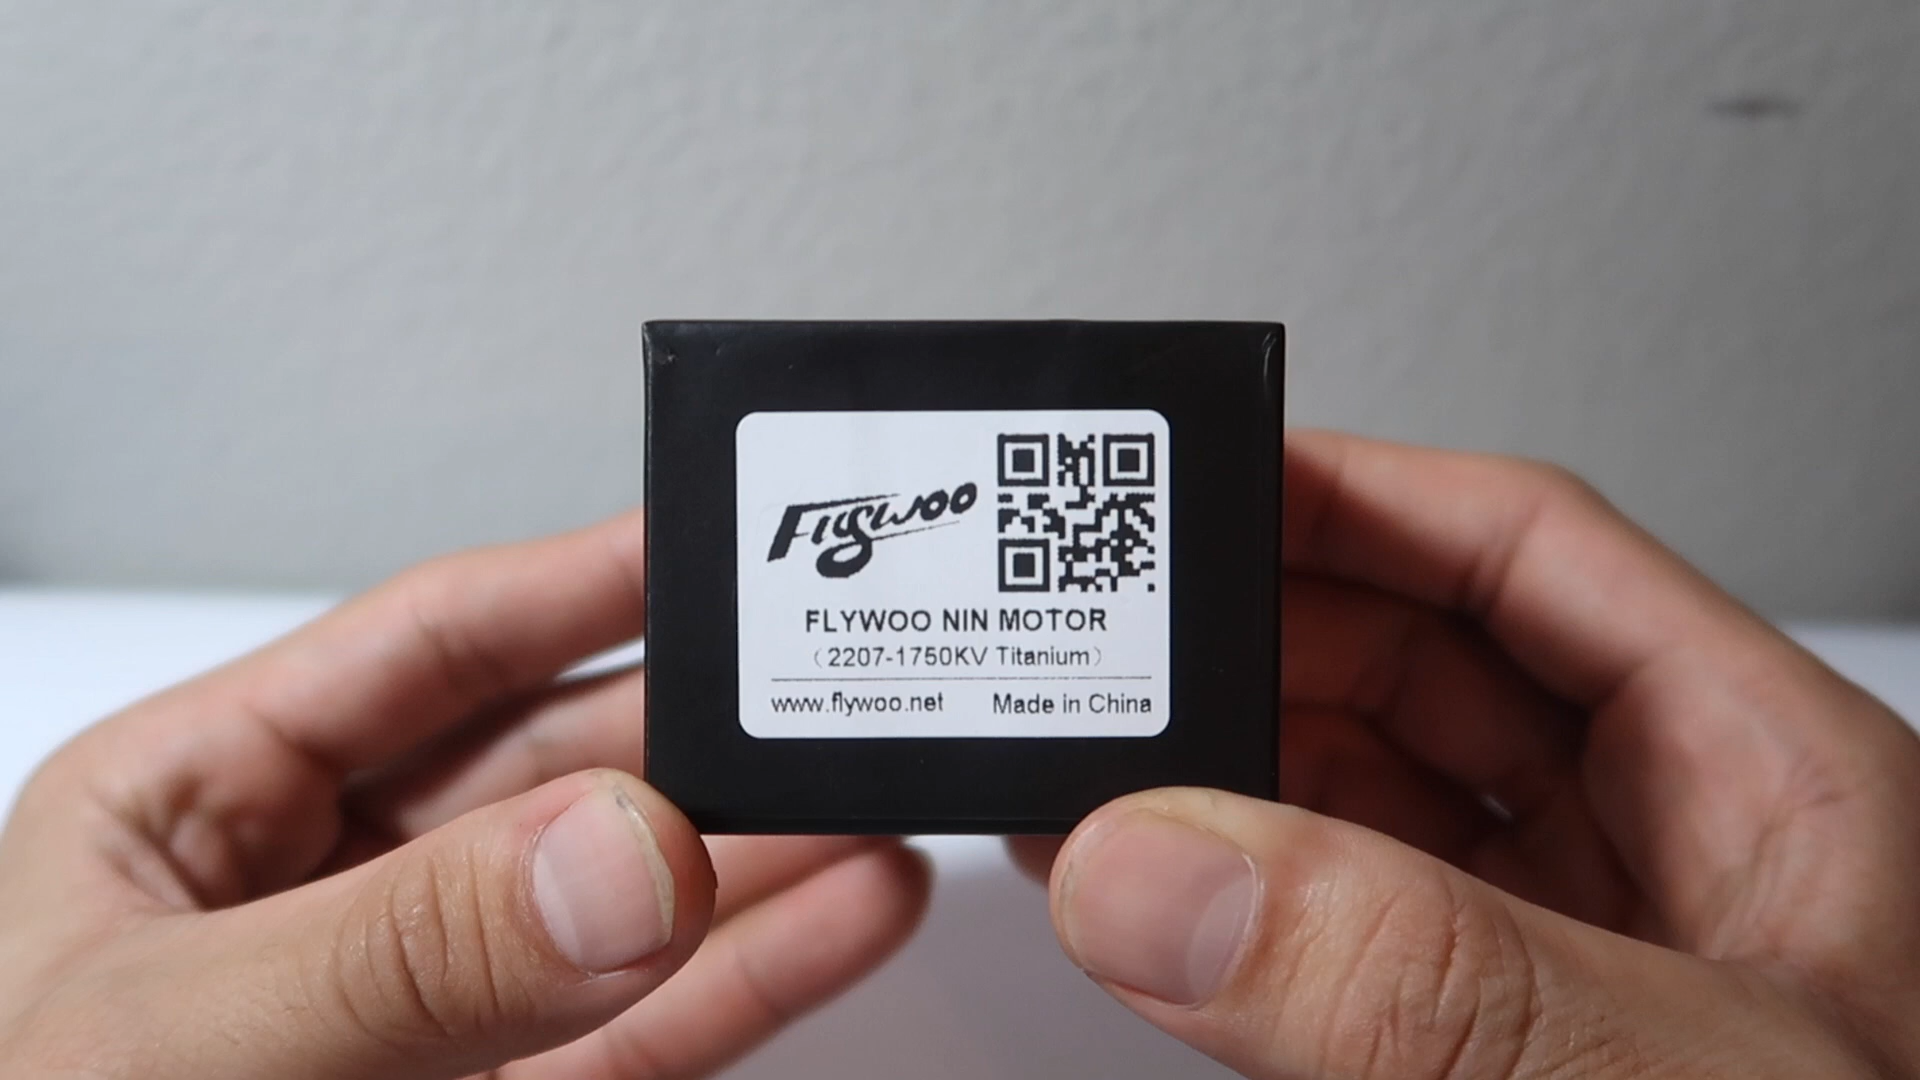 Flywoo
FLYWOO NIN MOTOR
（2207-1750KV Titanium）
www.flywoo.net Made in China